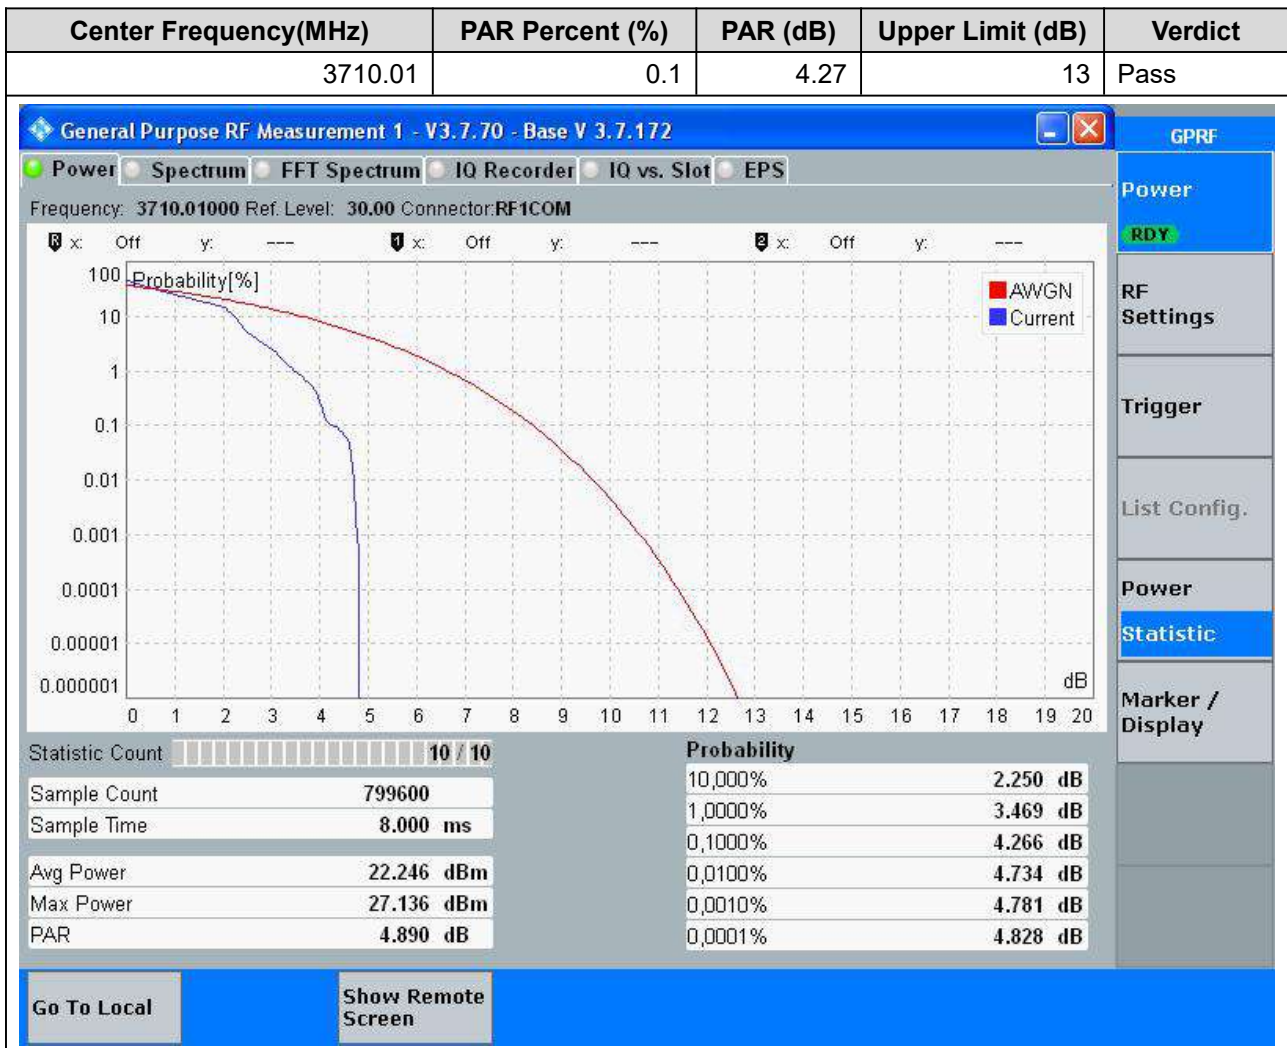 Center Frequency(MHz) PAR Percent (%) PAR (dB) Upper Limit (dB) Verdict
3710.01 0.1 4.27 13 Pass
General Purpose RF Measurement 1 - V3.7.70 - Base V 3.7.172
GPRF
Power Spectrum FFT Spectrum IQ Recorder IQ vs. Slot EPS
Power
RDY
Frequency: 3710.01000 Ref. Level: 30.00 Connector:RF1COM
R x: Off y: --- 1 x: Off y: --- 2 x: Off y: ---
Probability[%]
AWGN
Current
100
10
1
0.1
0.01
0.001
0.0001
0.00001
0.000001
dB
0 1 2 3 4 5 6 7 8 9 10 11 12 13 14 15 16 17 18 19 20
RF
Settings
Trigger
List Config.
Power
Statistic
Marker /
Display
Statistic Count 10 / 10
Sample Count 799600
Sample Time 8.000 ms
Avg Power 22.246 dBm
Max Power 27.136 dBm
PAR 4.890 dB
Probability
10,000% 2.250 dB
1,0000% 3.469 dB
0,1000% 4.266 dB
0,0100% 4.734 dB
0,0010% 4.781 dB
0,0001% 4.828 dB
Go To Local
Show Remote
Screen